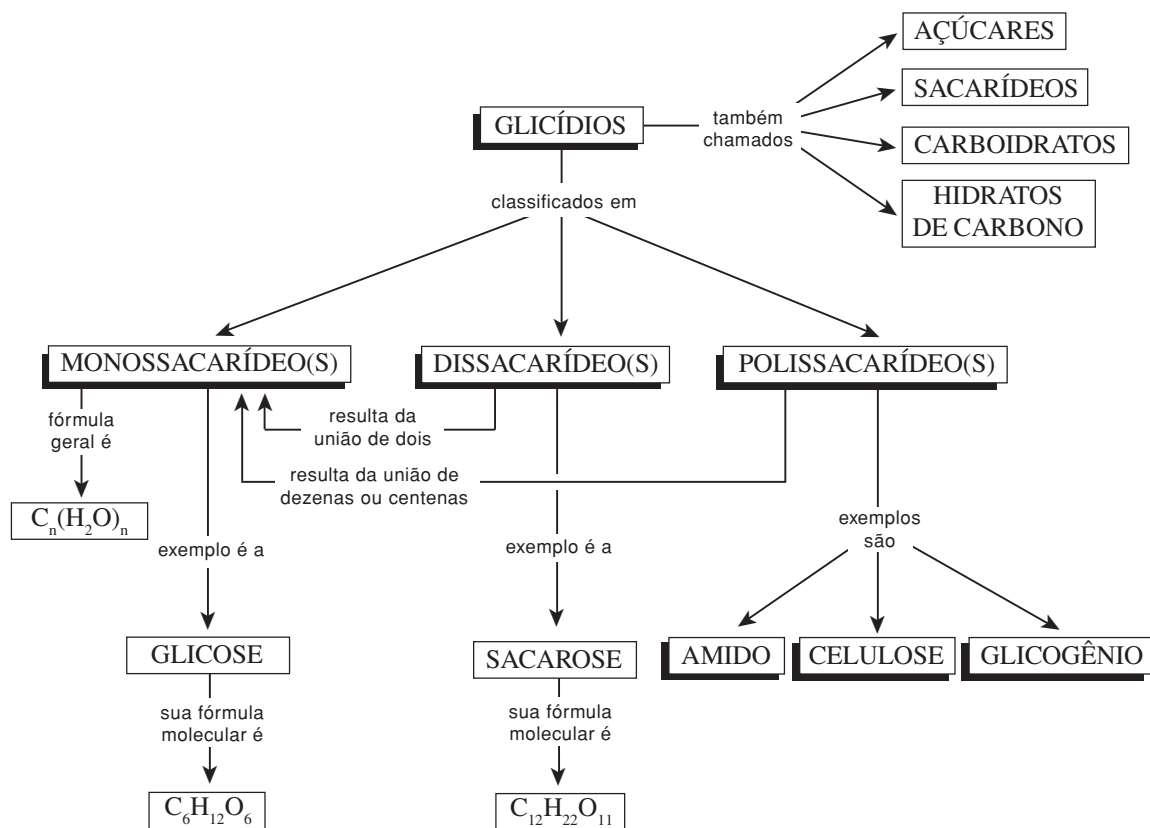 AÇÚCARES
SACARÍDEOS
GLICÍDIOS
também
chamados
CARBOIDRATOS
HIDRATOS
DE CARBONO
classificados em
MONOSSACARÍDEO(S)
DISSACARÍDEO(S)
POLISSACARÍDEO(S)
fórmula
geral é
resulta da
união de dois
resulta da união de
dezenas ou centenas
Cₙ(H₂O)ₙ
exemplo é a
exemplo é a
exemplos
são
GLICOSE
SACAROSE
AMIDO
CELULOSE
GLICOGÊNIO
sua fórmula
molecular é
sua fórmula
molecular é
C₆H₁₂O₆
C₁₂H₂₂O₁₁